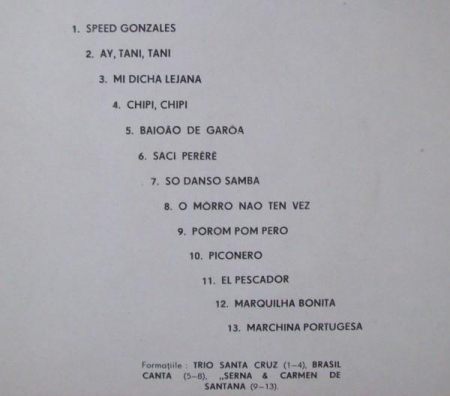 1. SPEED GONZALES
2. AY, TANI, TANI
3. MI DICHA LEJANA
4. CHIPI, CHIPI
5. BAIOÃO DE GARÔA
6. SACI PERÊRÊ
7. SO DANSO SAMBA
8. O MÔRRO NAO TEN VEZ
9. POROM POM PERO
10. PICONERO
11. EL PESCADOR
12. MARQUILHA BONITA
13. MARCHINA PORTUGESA
Formațiile : TRIO SANTA CRUZ (1–4), BRASIL
CANTA (5–8), „SERNA & CARMEN DE
SANTANA (9–13).